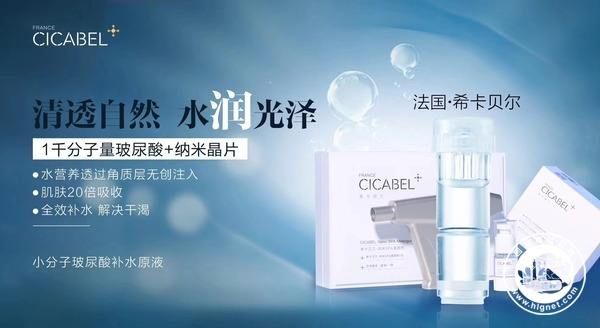 FRANCE
CICABEL
清透自然 水润光泽
法国·希卡贝尔
1千分子量玻尿酸+纳米晶片
水营养透过角质层无创注入
肌肤20倍吸收
全效补水 解决干渴
小分子玻尿酸补水原液
FRANCE
CICABEL
CICABEL
www.hlgnet.com